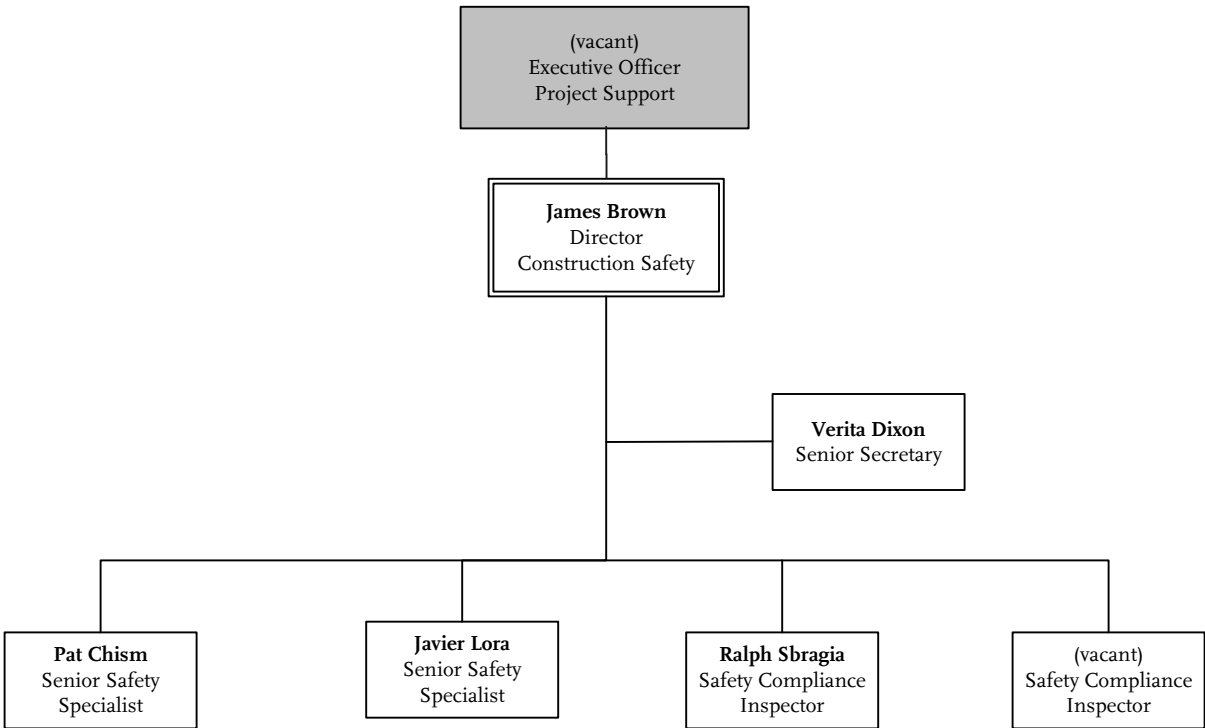 (vacant)
Executive Officer
Project Support
James Brown
Director
Construction Safety
Verita Dixon
Senior Secretary
Pat Chism
Senior Safety
Specialist
Javier Lora
Senior Safety
Specialist
Ralph Sbragia
Safety Compliance
Inspector
(vacant)
Safety Compliance
Inspector